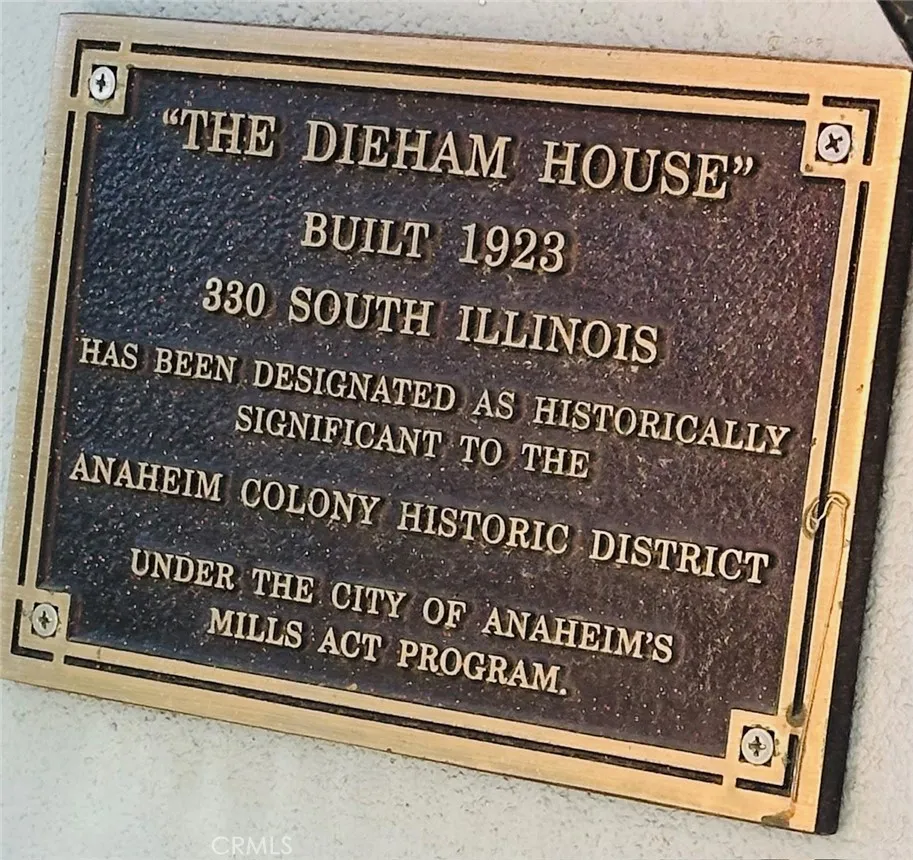 “THE DIEHAM HOUSE”
BUILT 1923
330 SOUTH ILLINOIS
HAS BEEN DESIGNATED AS HISTORICALLY
SIGNIFICANT TO THE
ANAHEIM COLONY HISTORIC DISTRICT
UNDER THE CITY OF ANAHEIM'S
MILLS ACT PROGRAM.
CRMLS